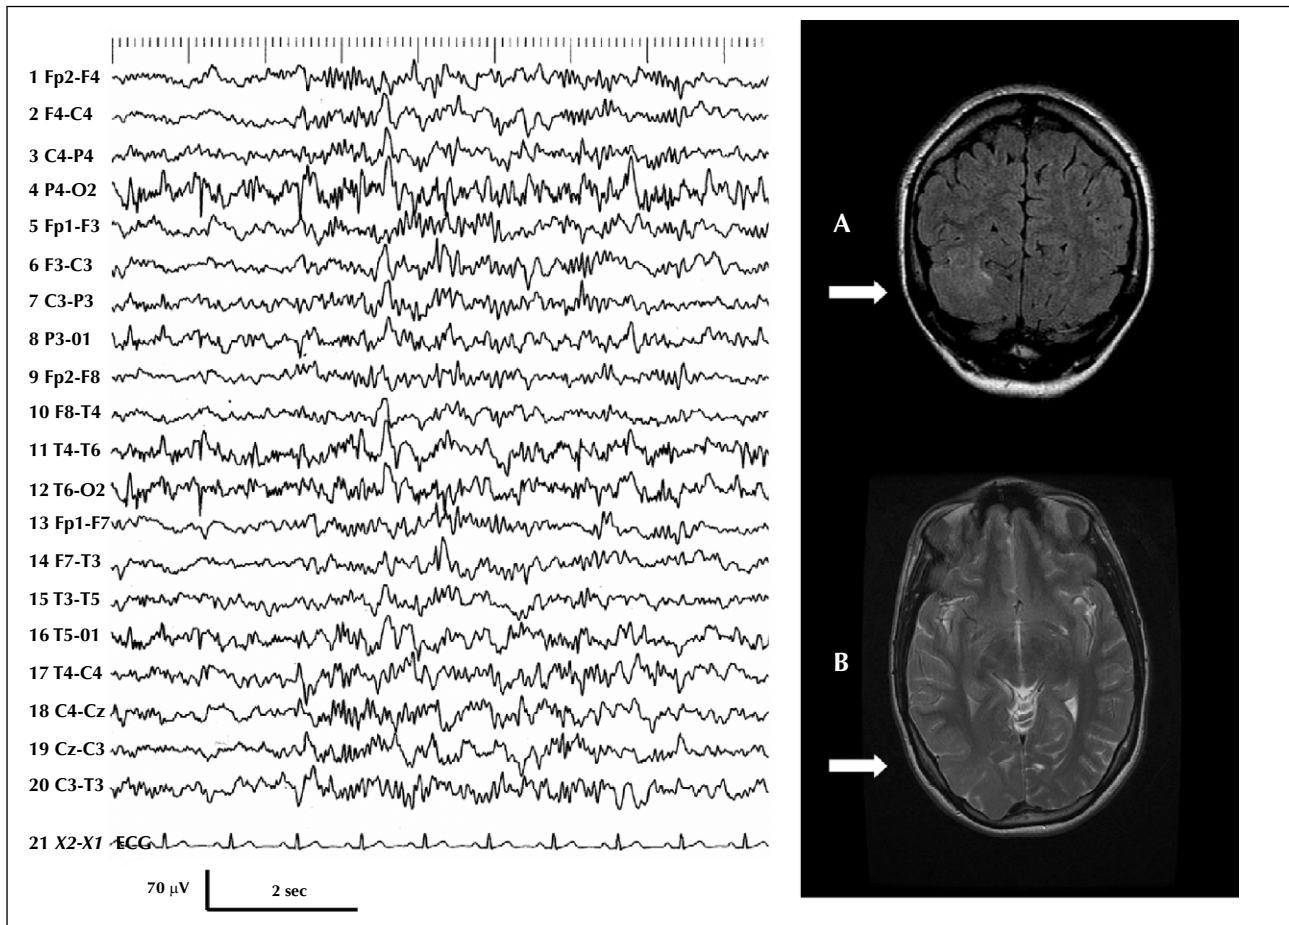 1 Fp2-F4
2 F4-C4
3 C4-P4
4 P4-O2
5 Fp1-F3
6 F3-C3
7 C3-P3
8 P3-01
9 Fp2-F8
10 F8-T4
11 T4-T6
12 T6-O2
13 Fp1-F7
14 F7-T3
15 T3-T5
16 T5-01
17 T4-C4
18 C4-Cz
19 Cz-C3
20 C3-T3
21 X2-X1 ECG
70 µV
2 sec
A
B